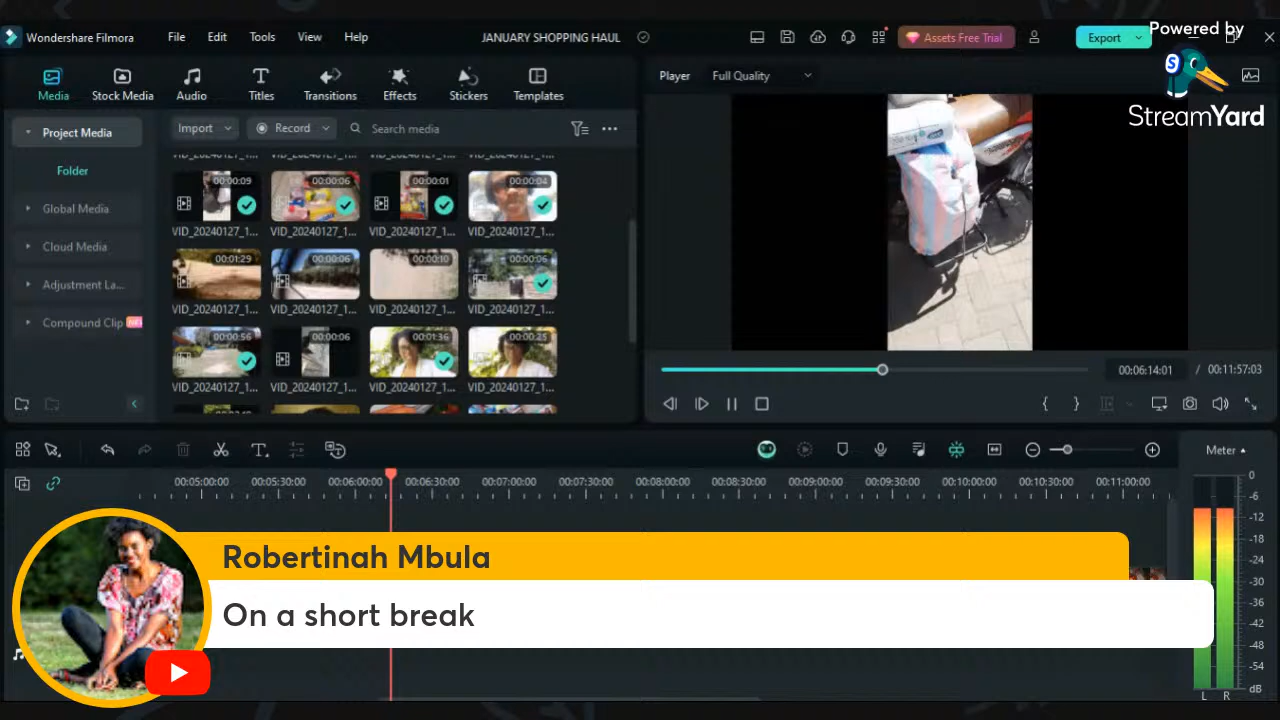 Wondershare Filmora
File
Edit
Tools
View
Help
JANUARY SHOPPING HAUL
Assets Free Trial
Export
Powered by
StreamYard
Media
Stock Media
Audio
Titles
Transitions
Effects
Stickers
Templates
Player
Full Quality
Project Media
Import
Record
Search media
Folder
Global Media
Cloud Media
Adjustment La...
Compound Clip
00:00:09
00:00:06
00:00:01
00:00:04
VID_20240127_1...
VID_20240127_1...
VID_20240127_1...
VID_20240127_1...
00:01:29
00:00:06
00:00:10
00:00:06
VID_20240127_1...
VID_20240127_1...
VID_20240127_1...
VID_20240127_1...
00:00:56
00:00:06
00:01:36
00:00:25
VID_20240127_1...
VID_20240127_1...
VID_20240127_1...
VID_20240127_1...
00:06:14:01 / 00:11:57:03
Meter
00:05:00:00
00:05:30:00
00:06:00:00
00:06:30:00
00:07:00:00
00:07:30:00
00:08:00:00
00:08:30:00
00:09:00:00
00:09:30:00
00:10:00:00
00:10:30:00
00:11:00:00
0
-6
-12
-18
-24
-30
-36
-42
-48
-54
dB
L R
Robertinah Mbula
On a short break